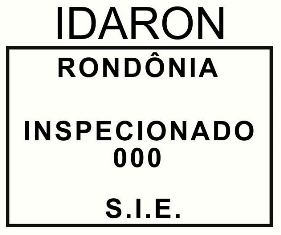 IDARON
RONDÔNIA
INSPECIONADO
000
S.I.E.